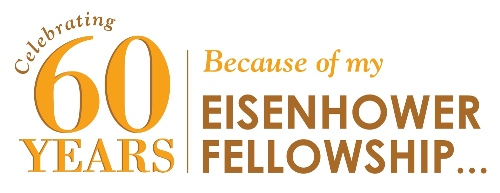 Celebrating
60
YEARS
Because of my
EISENHOWER
FELLOWSHIP...